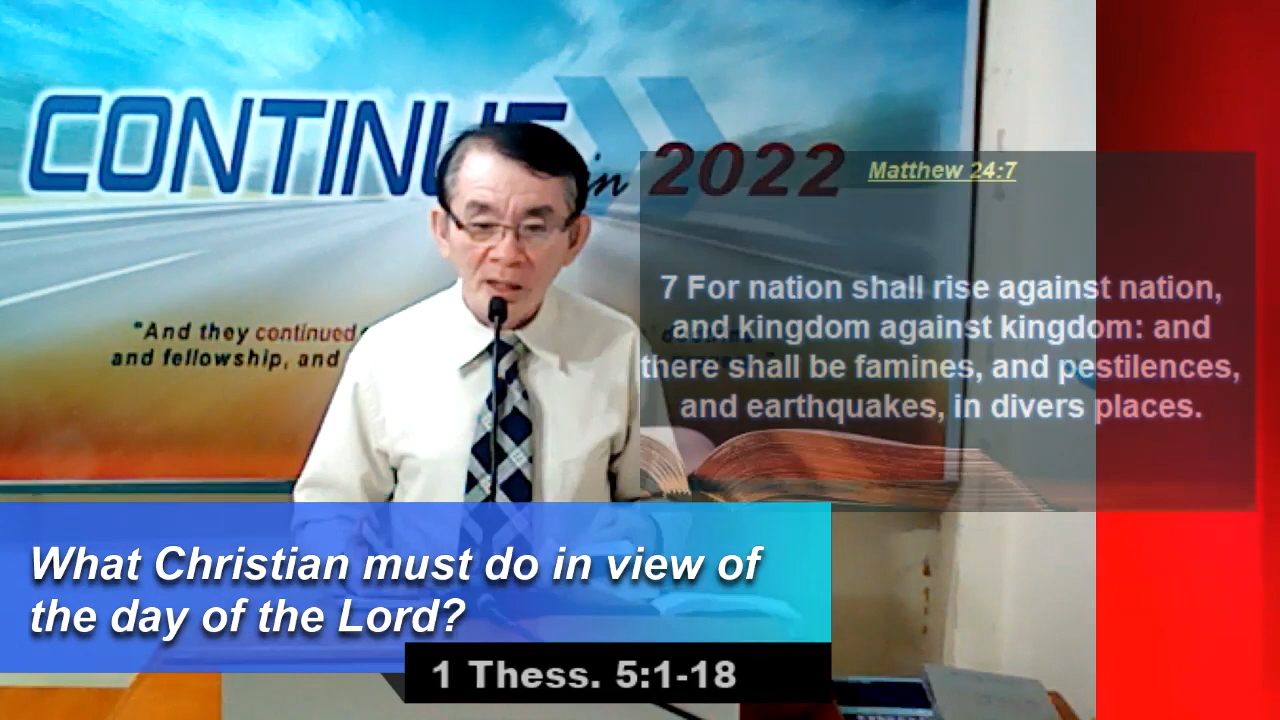 CONTINUE in 2022
"And they continued
and fellowship, and
Matthew 24:7
7 For nation shall rise against nation,
and kingdom against kingdom: and
there shall be famines, and pestilences,
and earthquakes, in divers places.
What Christian must do in view of
the day of the Lord?
1 Thess. 5:1-18